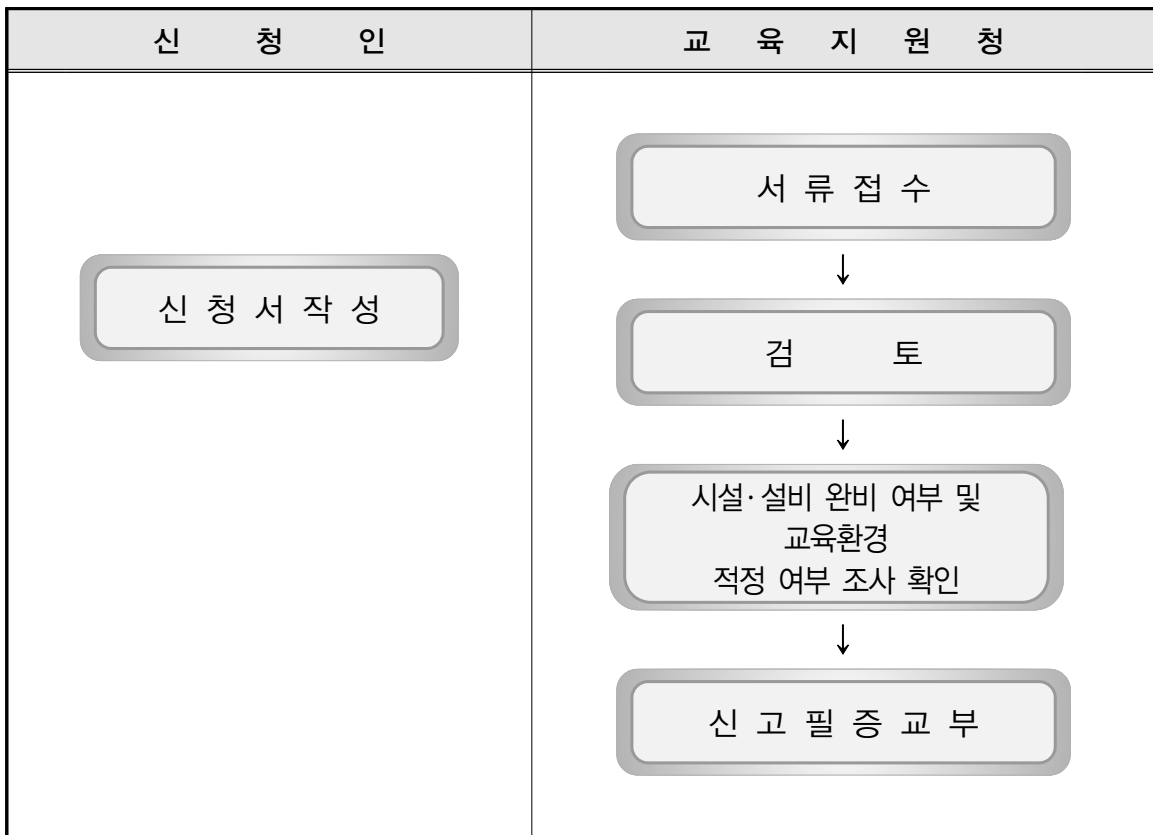 신 청 인
교 육 지 원 청
신 청 서 작 성
서 류 접 수
↓
검 토
↓
시설·설비 완비 여부 및
교육환경
적정 여부 조사 확인
↓
신 고 필 증 교 부